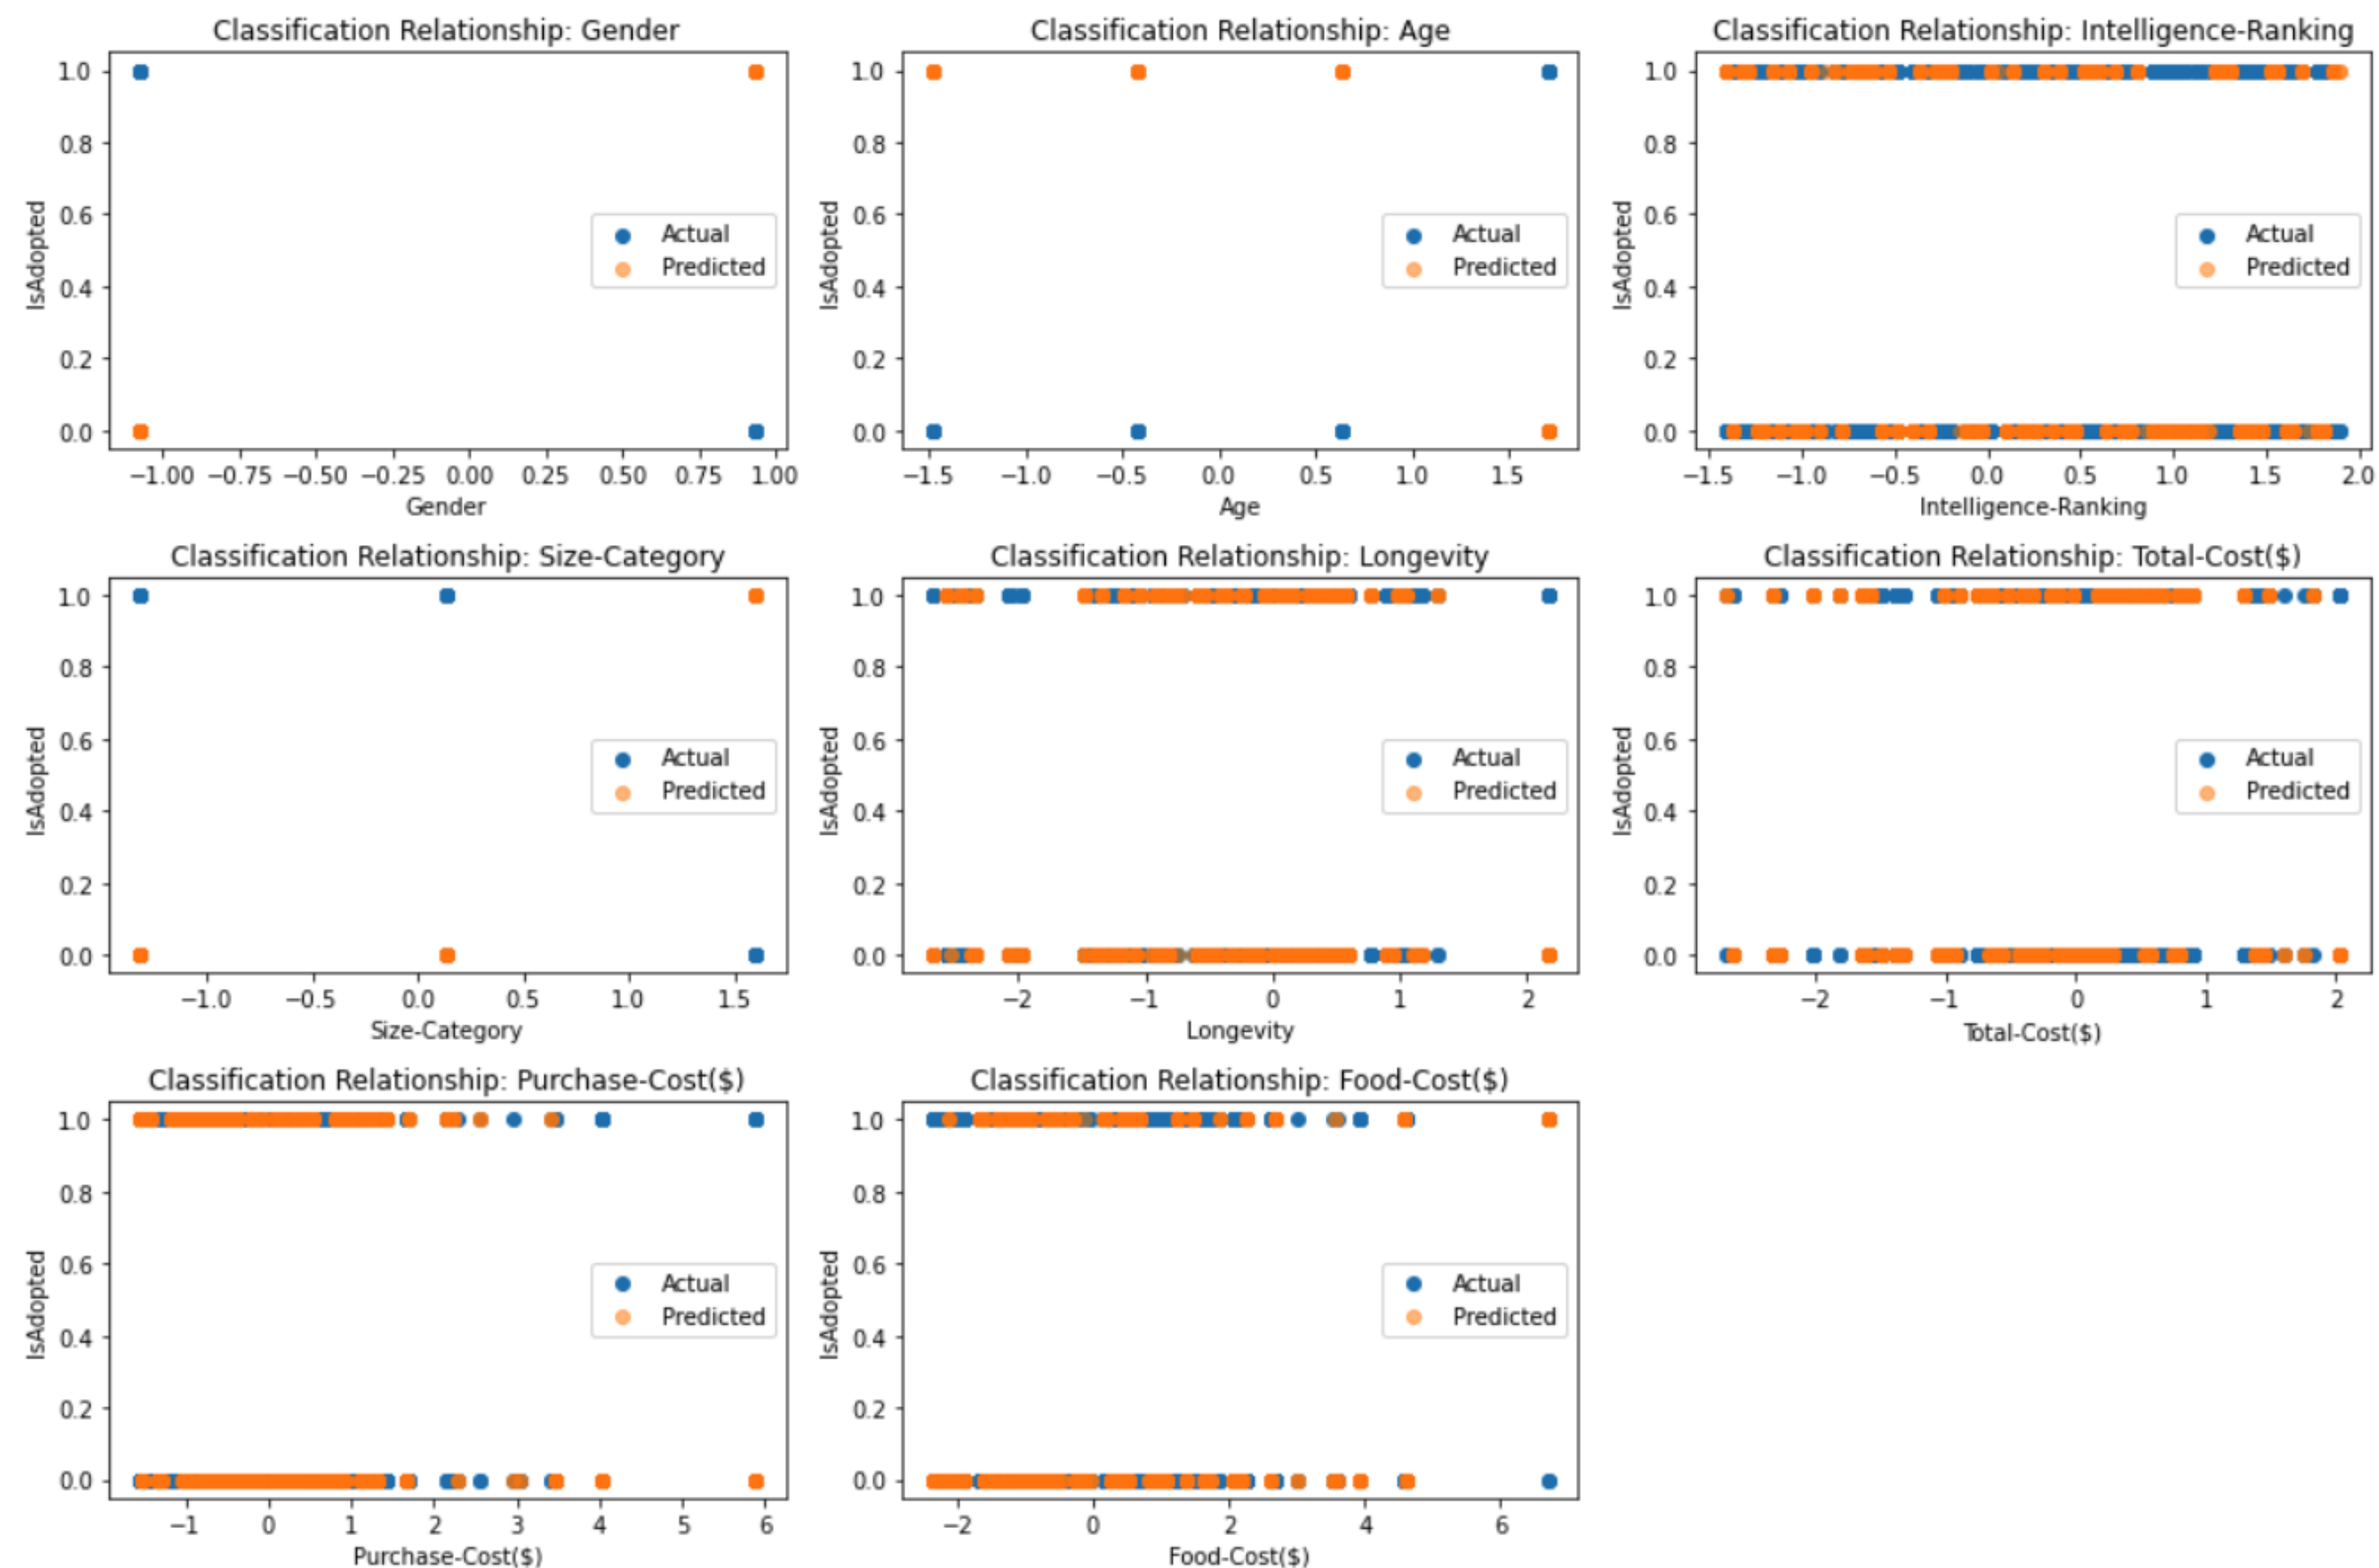 Classification Relationship: Gender
1.0
0.8
0.6
0.4
0.2
0.0
IsAdopted
Actual
Predicted
−1.00 −0.75 −0.50 −0.25 0.00 0.25 0.50 0.75 1.00
Gender
Classification Relationship: Age
1.0
0.8
0.6
0.4
0.2
0.0
IsAdopted
Actual
Predicted
−1.5 −1.0 −0.5 0.0 0.5 1.0 1.5
Age
Classification Relationship: Intelligence-Ranking
1.0
0.8
0.6
0.4
0.2
0.0
IsAdopted
Actual
Predicted
−1.5 −1.0 −0.5 0.0 0.5 1.0 1.5 2.0
Intelligence-Ranking
Classification Relationship: Size-Category
1.0
0.8
0.6
0.4
0.2
0.0
IsAdopted
Actual
Predicted
−1.0 −0.5 0.0 0.5 1.0 1.5
Size-Category
Classification Relationship: Longevity
1.0
0.8
0.6
0.4
0.2
0.0
IsAdopted
Actual
Predicted
−2 −1 0 1 2
Longevity
Classification Relationship: Total-Cost($)
1.0
0.8
0.6
0.4
0.2
0.0
IsAdopted
Actual
Predicted
−2 −1 0 1 2
Total-Cost($)
Classification Relationship: Purchase-Cost($)
1.0
0.8
0.6
0.4
0.2
0.0
IsAdopted
Actual
Predicted
−1 0 1 2 3 4 5 6
Purchase-Cost($)
Classification Relationship: Food-Cost($)
1.0
0.8
0.6
0.4
0.2
0.0
IsAdopted
Actual
Predicted
−2 0 2 4 6
Food-Cost($)